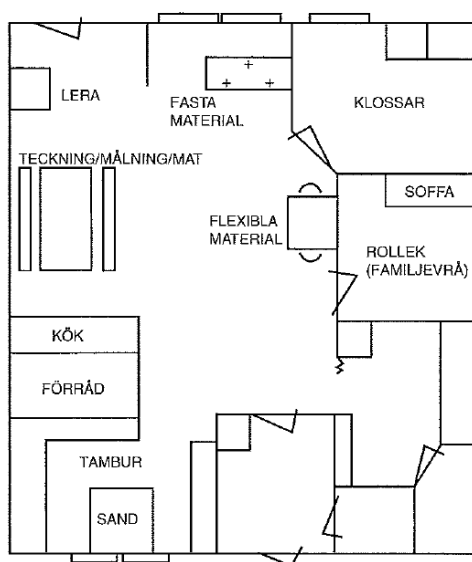 LERA
FASTA
MATERIAL
KLOSSAR
TECKNING/MÅLNING/MAT
SOFFA
FLEXIBLA
MATERIAL
ROLLEK
(FAMILJEVRÅ)
KÖK
FÖRRÅD
TAMBUR
SAND